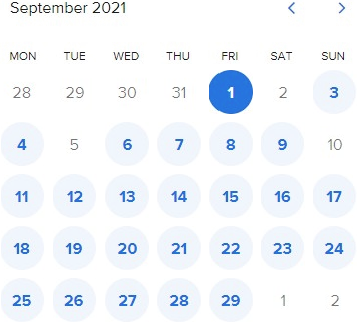 September 2021
MON TUE WED THU FRI SAT SUN
28 29 30 31 1 2 3
4 5 6 7 8 9 10
11 12 13 14 15 16 17
18 19 20 21 22 23 24
25 26 27 28 29 1 2